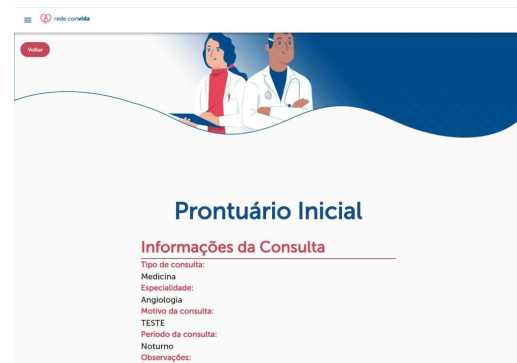 rede convida
Voltar
Prontuário Inicial
Informações da Consulta
Tipo de consulta:
Medicina
Especialidade:
Angiologia
Motivo da consulta:
TESTE
Período da consulta:
Noturno
Observações: